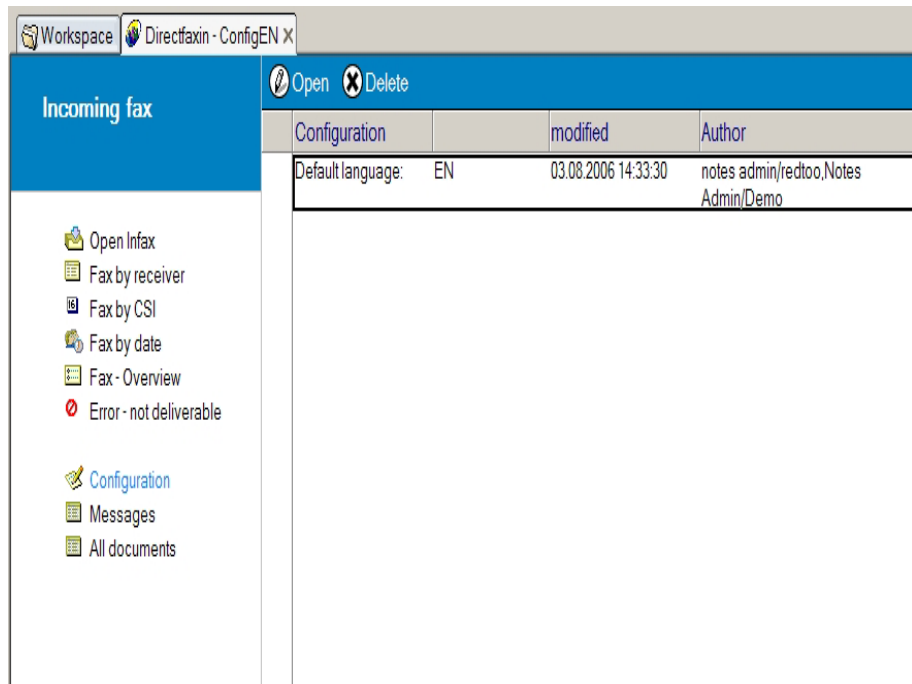 Workspace Directfaxin - ConfigEN
Incoming fax
Open Delete
Configuration modified Author
Default language: EN 03.08.2006 14:33:30 notes admin/redtoo,Notes
Admin/Demo
Open Infax
Fax by receiver
16 Fax by CSI
Fax by date
Fax - Overview
Error - not deliverable
Configuration
Messages
All documents